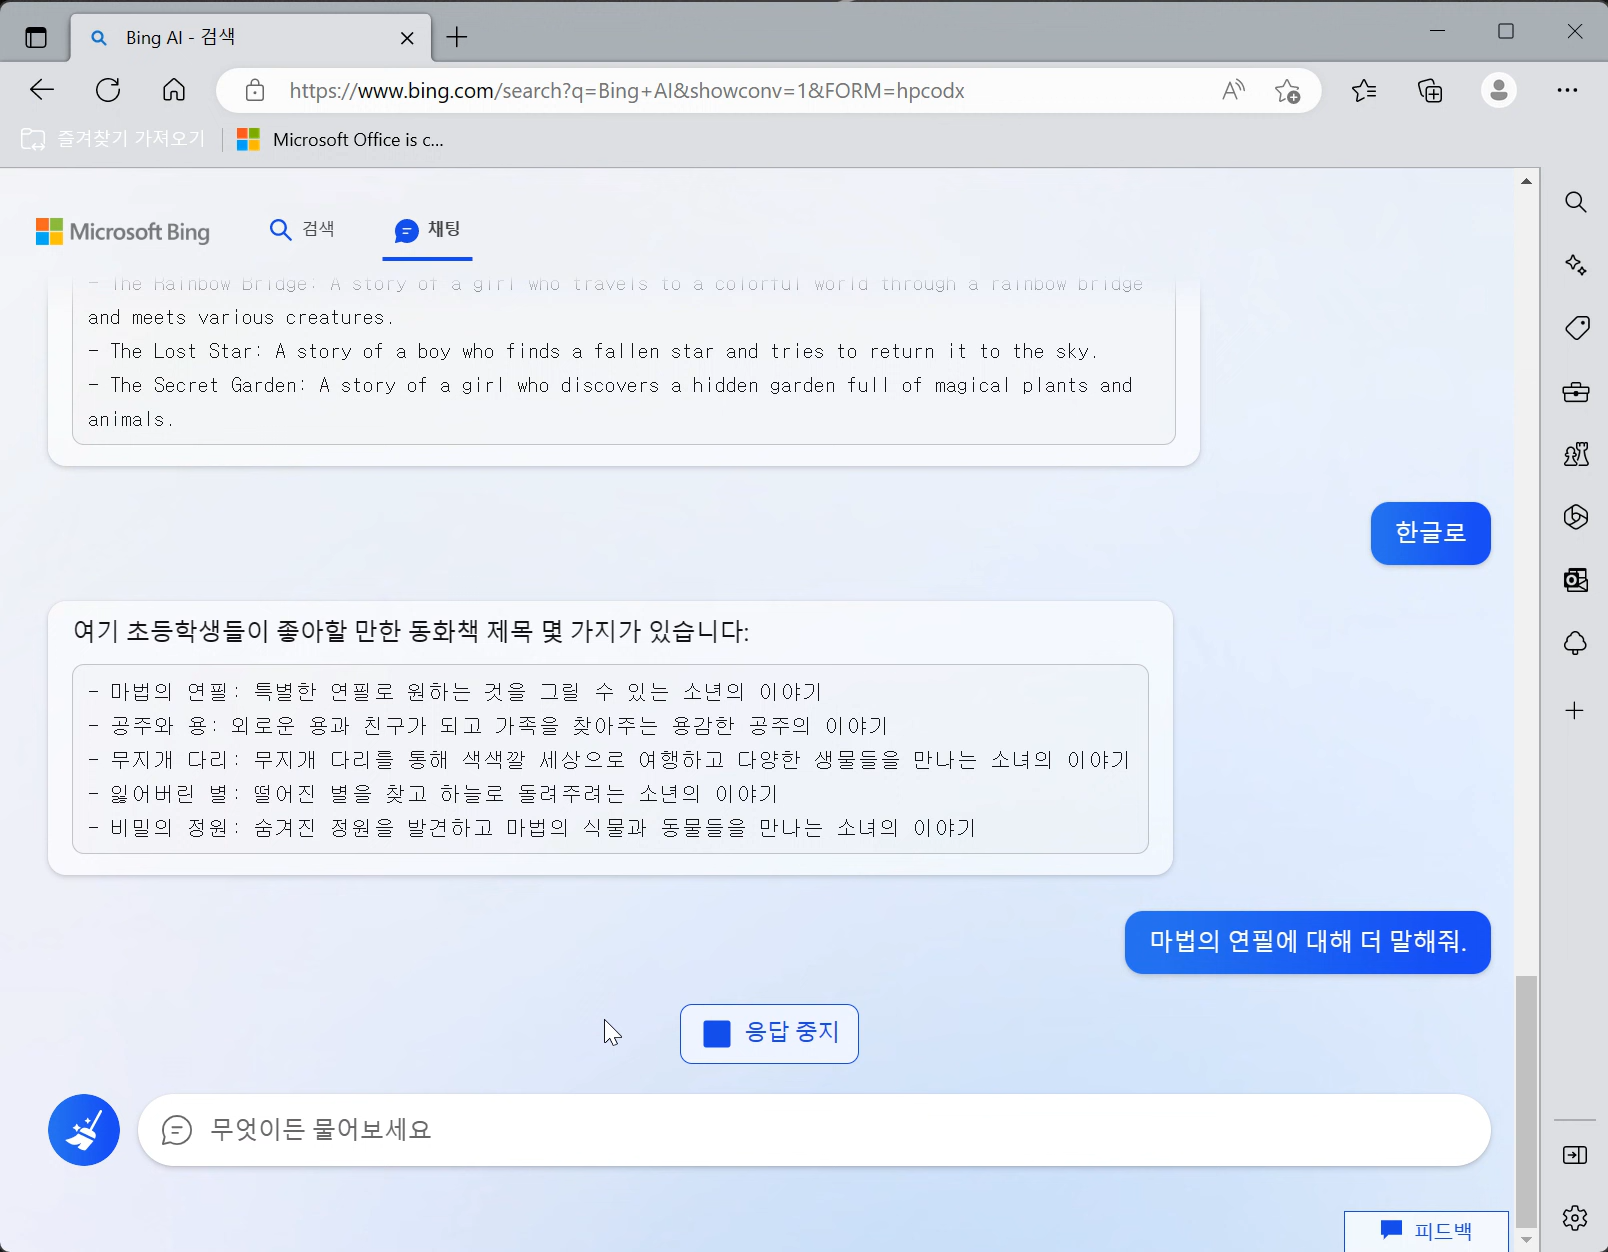 Bing AI - 검색
https://www.bing.com/search?q=Bing+AI&showconv=1&FORM=hpcodx
즐겨찾기 가져오기
Microsoft Office is c...
Microsoft Bing
검색
채팅
- The Rainbow Bridge: A story of a girl who travels to a colorful world through a rainbow bridge
and meets various creatures.
- The Lost Star: A story of a boy who finds a fallen star and tries to return it to the sky.
- The Secret Garden: A story of a girl who discovers a hidden garden full of magical plants and
animals.
한글로
여기 초등학생들이 좋아할 만한 동화책 제목 몇 가지가 있습니다:
- 마법의 연필: 특별한 연필로 원하는 것을 그릴 수 있는 소년의 이야기
- 공주와 용: 외로운 용과 친구가 되고 가족을 찾아주는 용감한 공주의 이야기
- 무지개 다리: 무지개 다리를 통해 색색깔 세상으로 여행하고 다양한 생물들을 만나는 소녀의 이야기
- 잃어버린 별: 떨어진 별을 찾고 하늘로 돌려주려는 소년의 이야기
- 비밀의 정원: 숨겨진 정원을 발견하고 마법의 식물과 동물들을 만나는 소녀의 이야기
마법의 연필에 대해 더 말해줘.
응답 중지
무엇이든 물어보세요
피드백